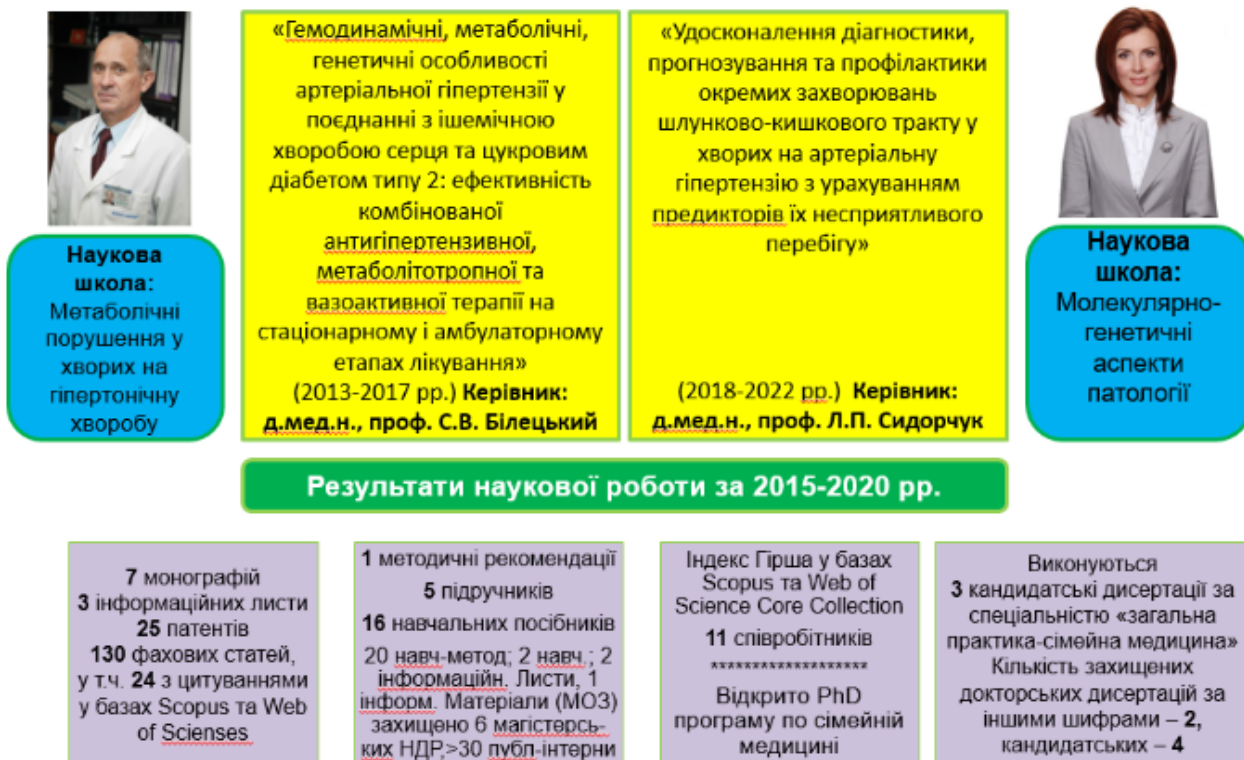 «Гемодинамічні, метаболічні,
генетичні особливості
артеріальної гіпертензії у
поєднанні з ішемічною
хворобою серця та цукровим
діабетом типу 2: ефективність
комбінованої
антигіпертензивної,
метаболітотропної та
вазоактивної терапії на
стаціонарному і амбулаторному
етапах лікування»
(2013-2017 рр.) Керівник:
д.мед.н., проф. С.В. Білецький
«Удосконалення діагностики,
прогнозування та профілактики
окремих захворювань
шлунково-кишкового тракту у
хворих на артеріальну
гіпертензію з урахуванням
предикторів їх несприятливого
перебігу»
(2018-2022 рр.) Керівник:
д.мед.н., проф. Л.П. Сидорчук
Наукова
школа:
Метаболічні
порушення у
хворих на
гіпертонічну
хворобу
Наукова
школа:
Молекулярно-
генетичні
аспекти
патології
Результати наукової роботи за 2015-2020 рр.
7 монографій
3 інформаційних листи
25 патентів
130 фахових статей,
у т.ч. 24 з цитуваннями
у базах Scopus та Web
of Scienses
1 методичні рекомендації
5 підручників
16 навчальних посібників
20 навч-метод; 2 навч.; 2
інформаційн. Листи, 1
інформ. Матеріали (МОЗ)
захищено 6 магістерсь-
ких НДР,>30 публ-інтерни
Індекс Гірша у базах
Scopus та Web of
Science Core Collection
11 співробітників
*******************
Відкрито PhD
програму по сімейній
медицині
Виконуються
3 кандидатські дисертації за
спеціальністю «загальна
практика-сімейна медицина»
Кількість захищених
докторських дисертацій за
іншими шифрами – 2,
кандидатських – 4